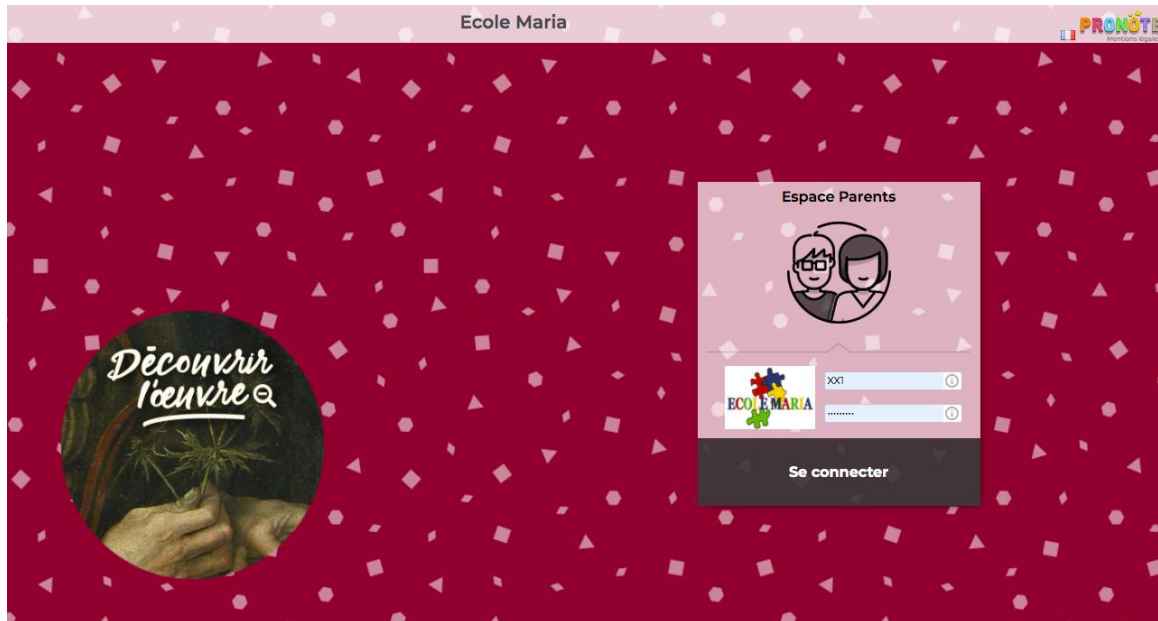 Ecole Maria
PRONOTE
Mentions légales
Espace Parents
Découvrir
l'œuvre
ECOLE MARIA
XX1
.........
Se connecter